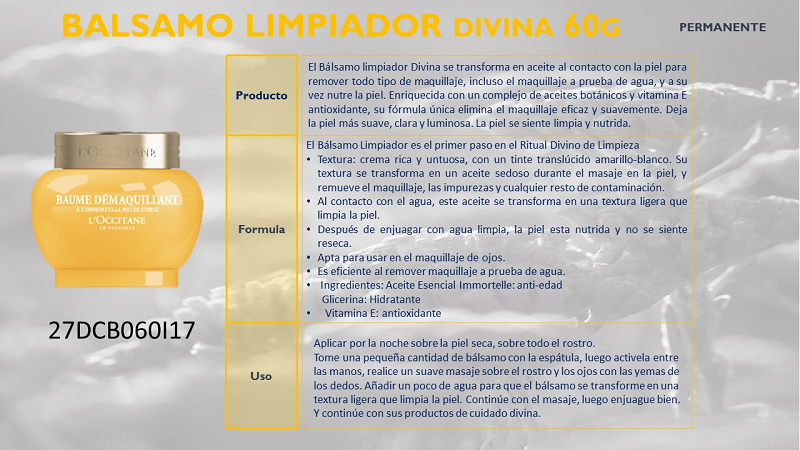 BALSAMO LIMPIADOR DIVINA 60G
PERMANENTE
L'OCCITANE
BAUME DÉMAQUILLANT
À L'IMMORTELLE BIO DE CORSE
L'OCCITANE
EN PROVENCE
27DCB060I17
Producto
El Bálsamo limpiador Divina se transforma en aceite al contacto con la piel para
remover todo tipo de maquillaje, incluso el maquillaje a prueba de agua, y a su
vez nutre la piel. Enriquecida con un complejo de aceites botánicos y vitamina E
antioxidante, su fórmula única elimina el maquillaje eficaz y suavemente. Deja
la piel más suave, clara y luminosa. La piel se siente limpia y nutrida.
Formula
El Bálsamo Limpiador es el primer paso en el Ritual Divino de Limpieza
• Textura: crema rica y untuosa, con un tinte translúcido amarillo-blanco. Su
textura se transforma en un aceite sedoso durante el masaje en la piel, y
remueve el maquillaje, las impurezas y cualquier resto de contaminación.
• Al contacto con el agua, este aceite se transforma en una textura ligera que
limpia la piel.
• Después de enjuagar con agua limpia, la piel esta nutrida y no se siente
reseca.
• Apta para usar en el maquillaje de ojos.
• Es eficiente al remover maquillaje a prueba de agua.
• Ingredientes: Aceite Esencial Immortelle: anti-edad
Glicerina: Hidratante
• Vitamina E: antioxidante
Uso
Aplicar por la noche sobre la piel seca, sobre todo el rostro.
Tome una pequeña cantidad de bálsamo con la espátula, luego activela entre
las manos, realice un suave masaje sobre el rostro y los ojos con las yemas de
los dedos. Añadir un poco de agua para que el bálsamo se transforme en una
textura ligera que limpia la piel. Continúe con el masaje, luego enjuague bien.
Y continúe con sus productos de cuidado divina.